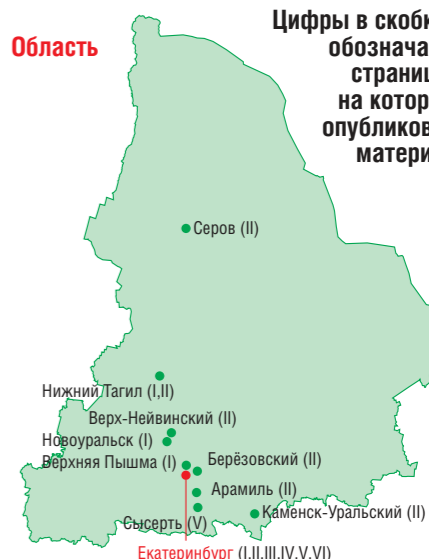 Область
Цифры в скобк
обозначa
страниц
на котор
опубликов
матери
Серов (II)
Нижний Тагил (I,II)
Верх-Нейвинский (II)
Новоуральск (I)
Верхняя Пышма (I)
Берёзовский (II)
Арамиль (II)
Сысерть (V)
Каменск-Уральский (II)
Екатеринбург (I,II,III,IV,V,VI)